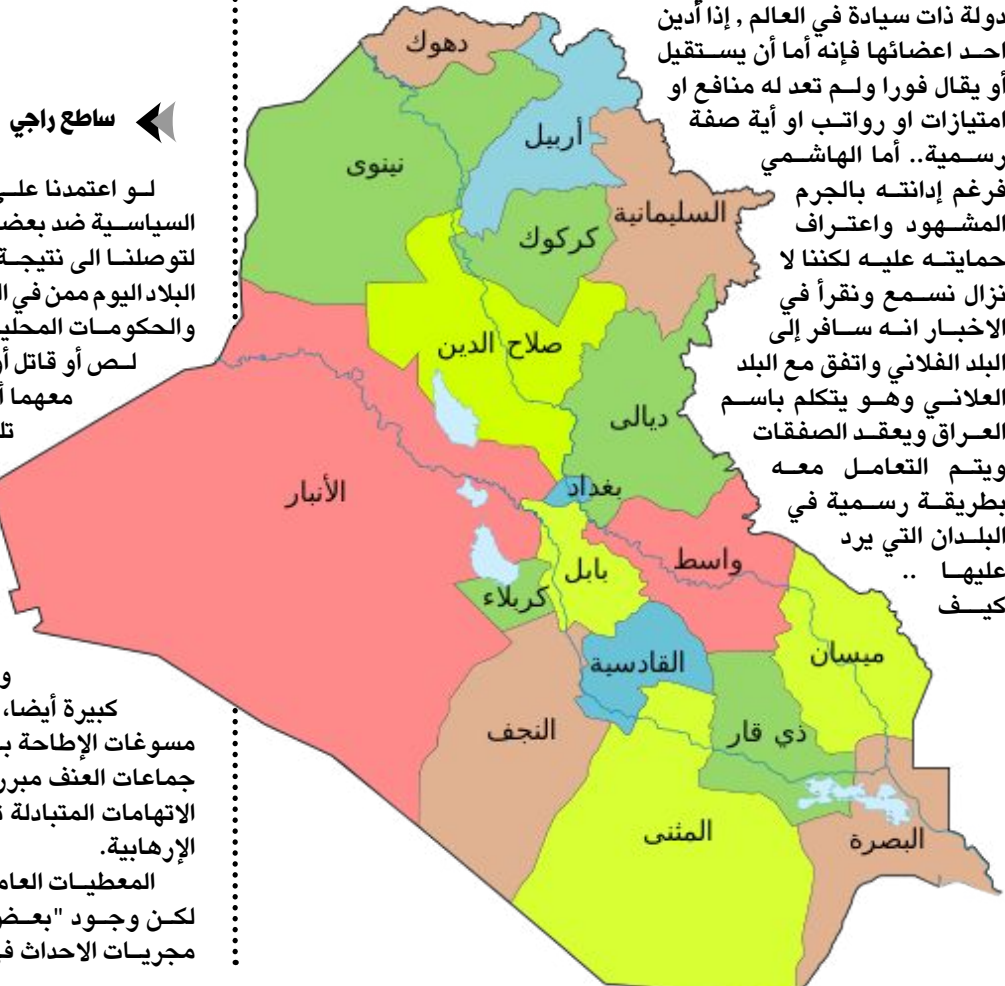 دولة ذات سيادة في العالم , إذا أدين
احد اعضائها فإنه أما أن يستقيل
أو يقال فورا ولم تعد له منافع او
امتيازات او رواتب او أية صفة
رسمية.. أما الهاشمي
فرغم إدانته بالجرم
المشهود واعتراف
حمايته عليه لكننا لا
نزال نسمع ونقرأ في
الاخبار انه سافر إلى
البلد الفلاني واتفق مع البلد
العلاني وهو يتكلم باسم
العراق ويعقد الصفقات
ويتم التعامل معه
بطريقة رسمية في
البلدان التي يرد
عليها ..
كيف
دهوك
نينوى
أربيل
السليمانية
كركوك
صلاح الدين
ديالى
بغداد
الأنبار
واسط
بابل
كربلاء
ميسان
القادسية
النجف
ذي قار
المثنى
البصرة
ساطع راجي
لو اعتمدنا على
السياسية ضد بعض
لتوصلنا الى نتيجة
البلاد اليوم ممن في
والحكومات
لص أو قاتل
معهما
كبيرة أيضا،
مسوغات الإطاحة
جماعات العنف
الاتهامات المتبادلة
الإرهابية.
المعطيات
لكن وجود "بعض
مجريات الاحداث